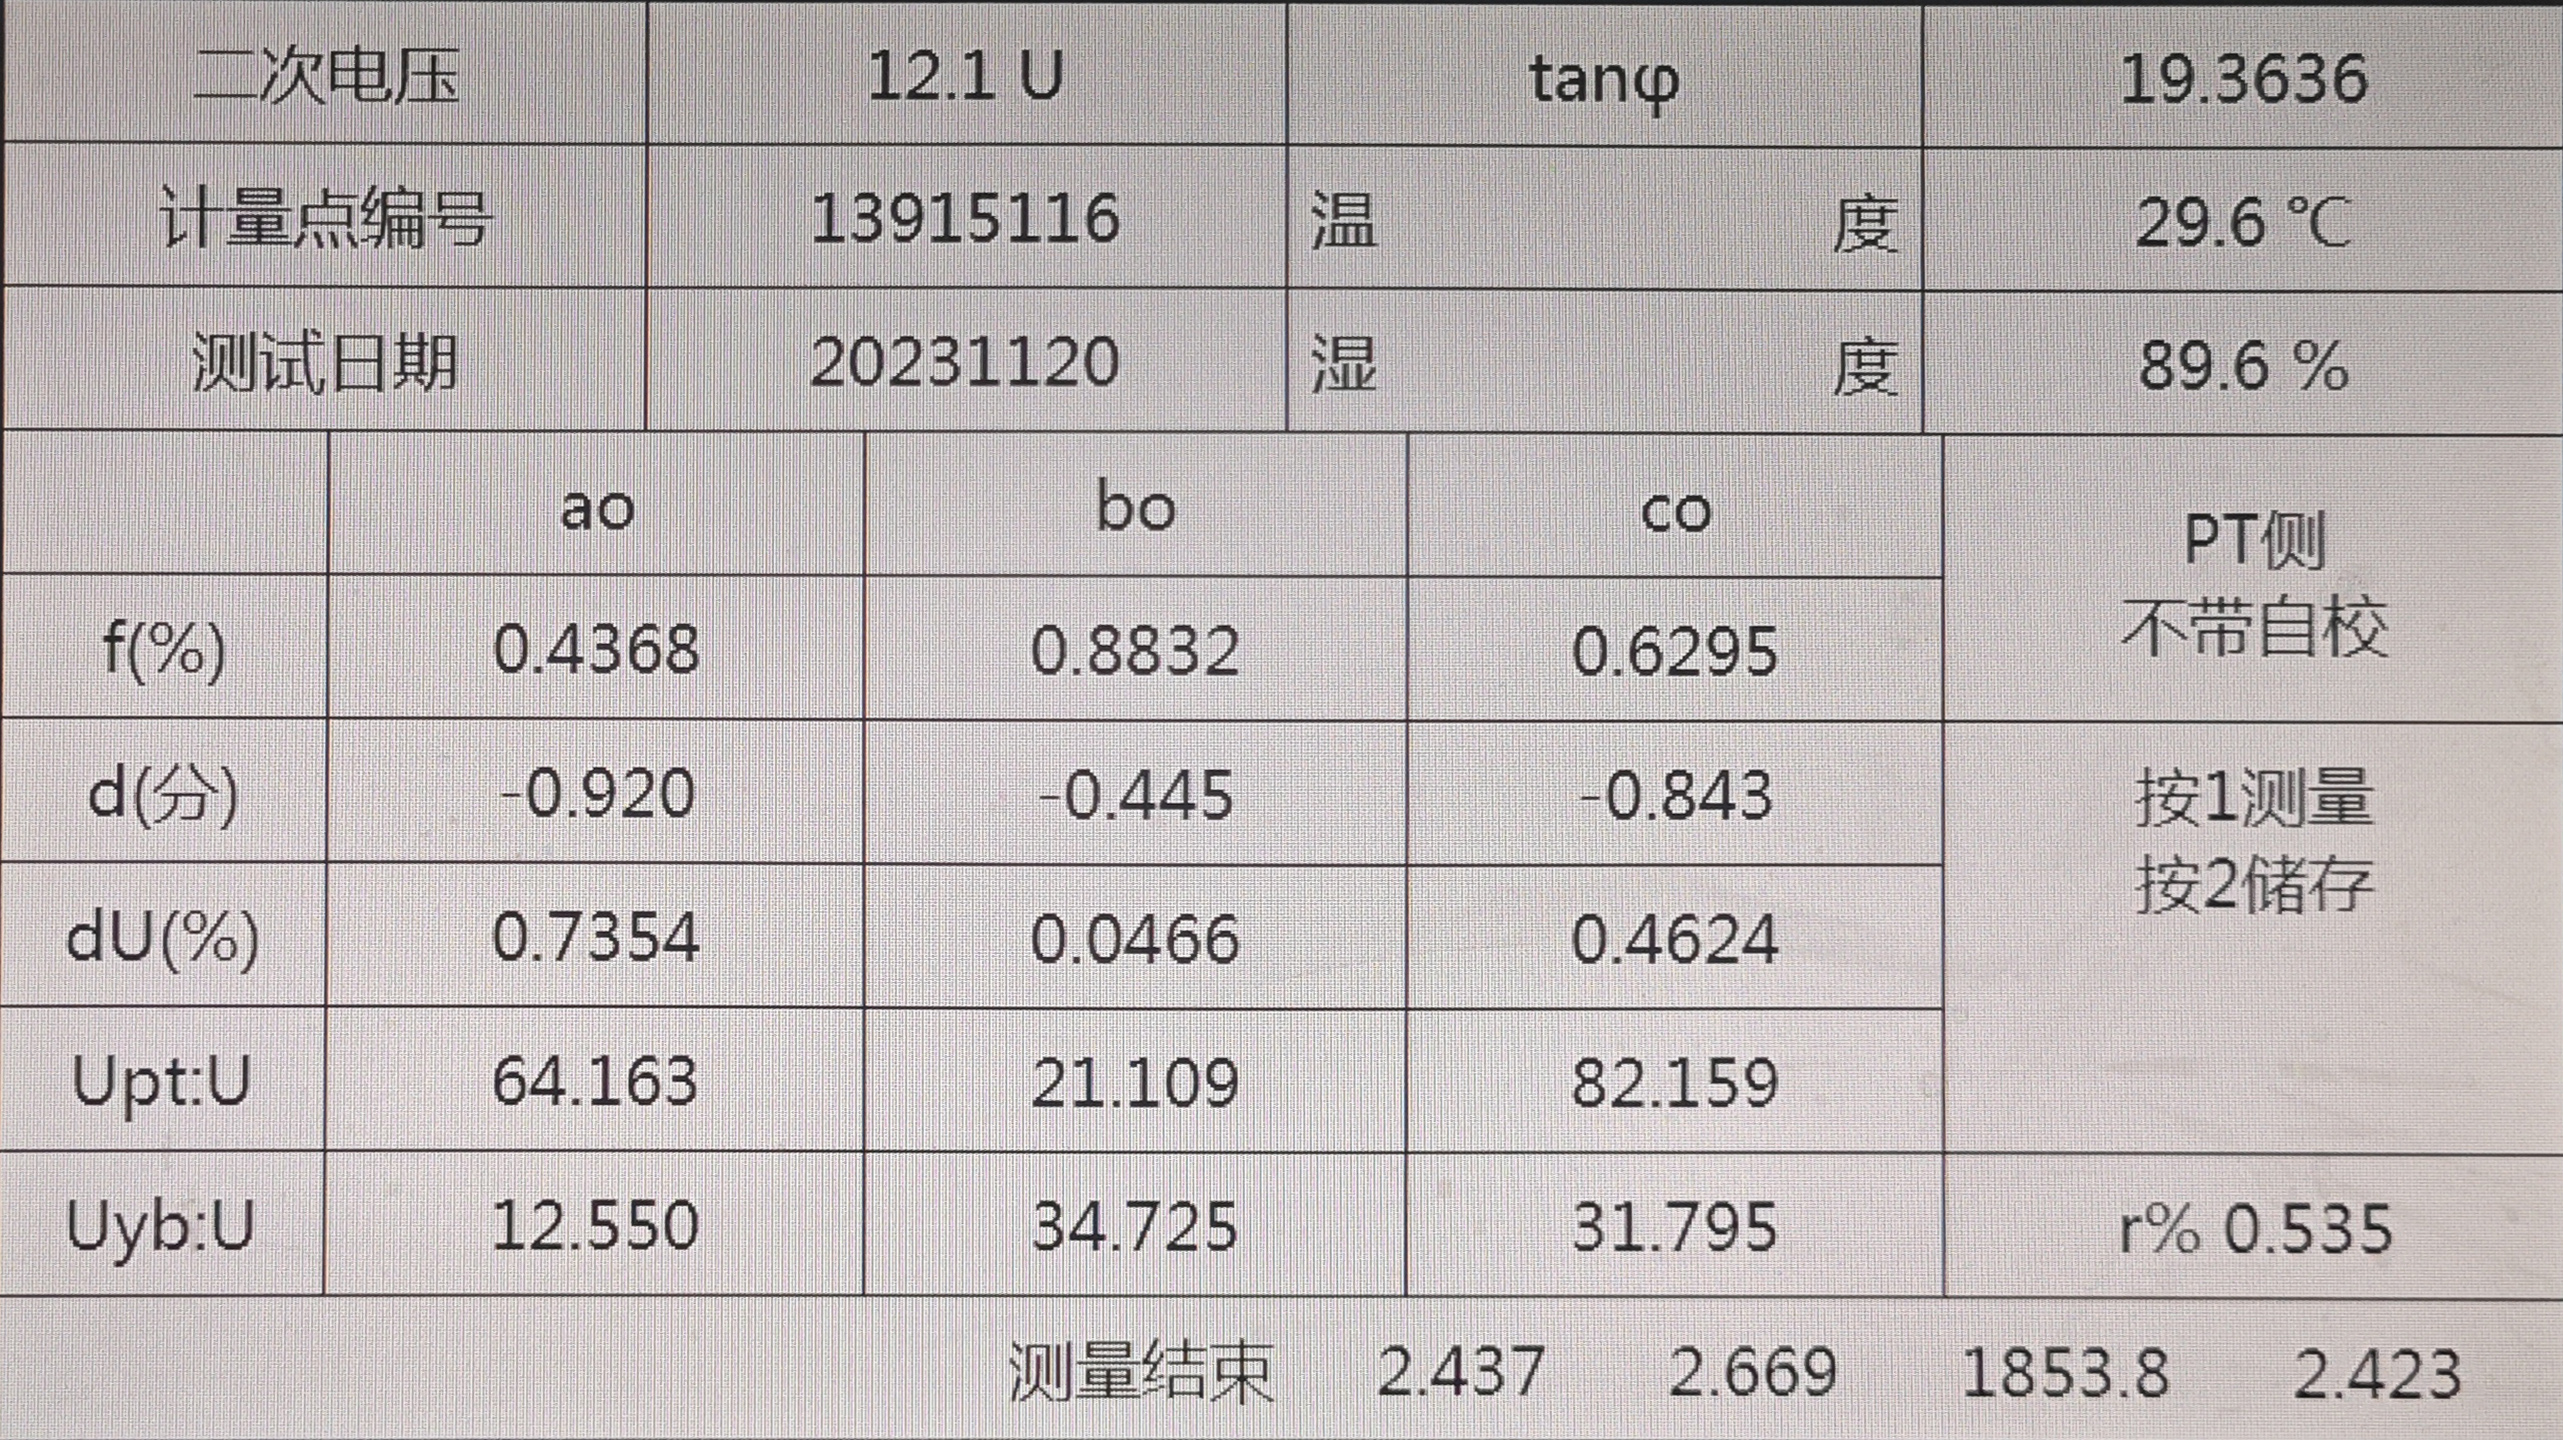 二次电压 12.1 U tanφ 19.3636
计量点编号 13915116 温 度 29.6 ℃
测试日期 20231120 湿 度 89.6 %
ao bo co
PT侧
不带自校
f(%) 0.4368 0.8832 0.6295
d(分) -0.920 -0.445 -0.843
按1测量
按2储存
dU(%) 0.7354 0.0466 0.4624
Upt:U 64.163 21.109 82.159
Uyb:U 12.550 34.725 31.795 r% 0.535
测量结束 2.437 2.669 1853.8 2.423